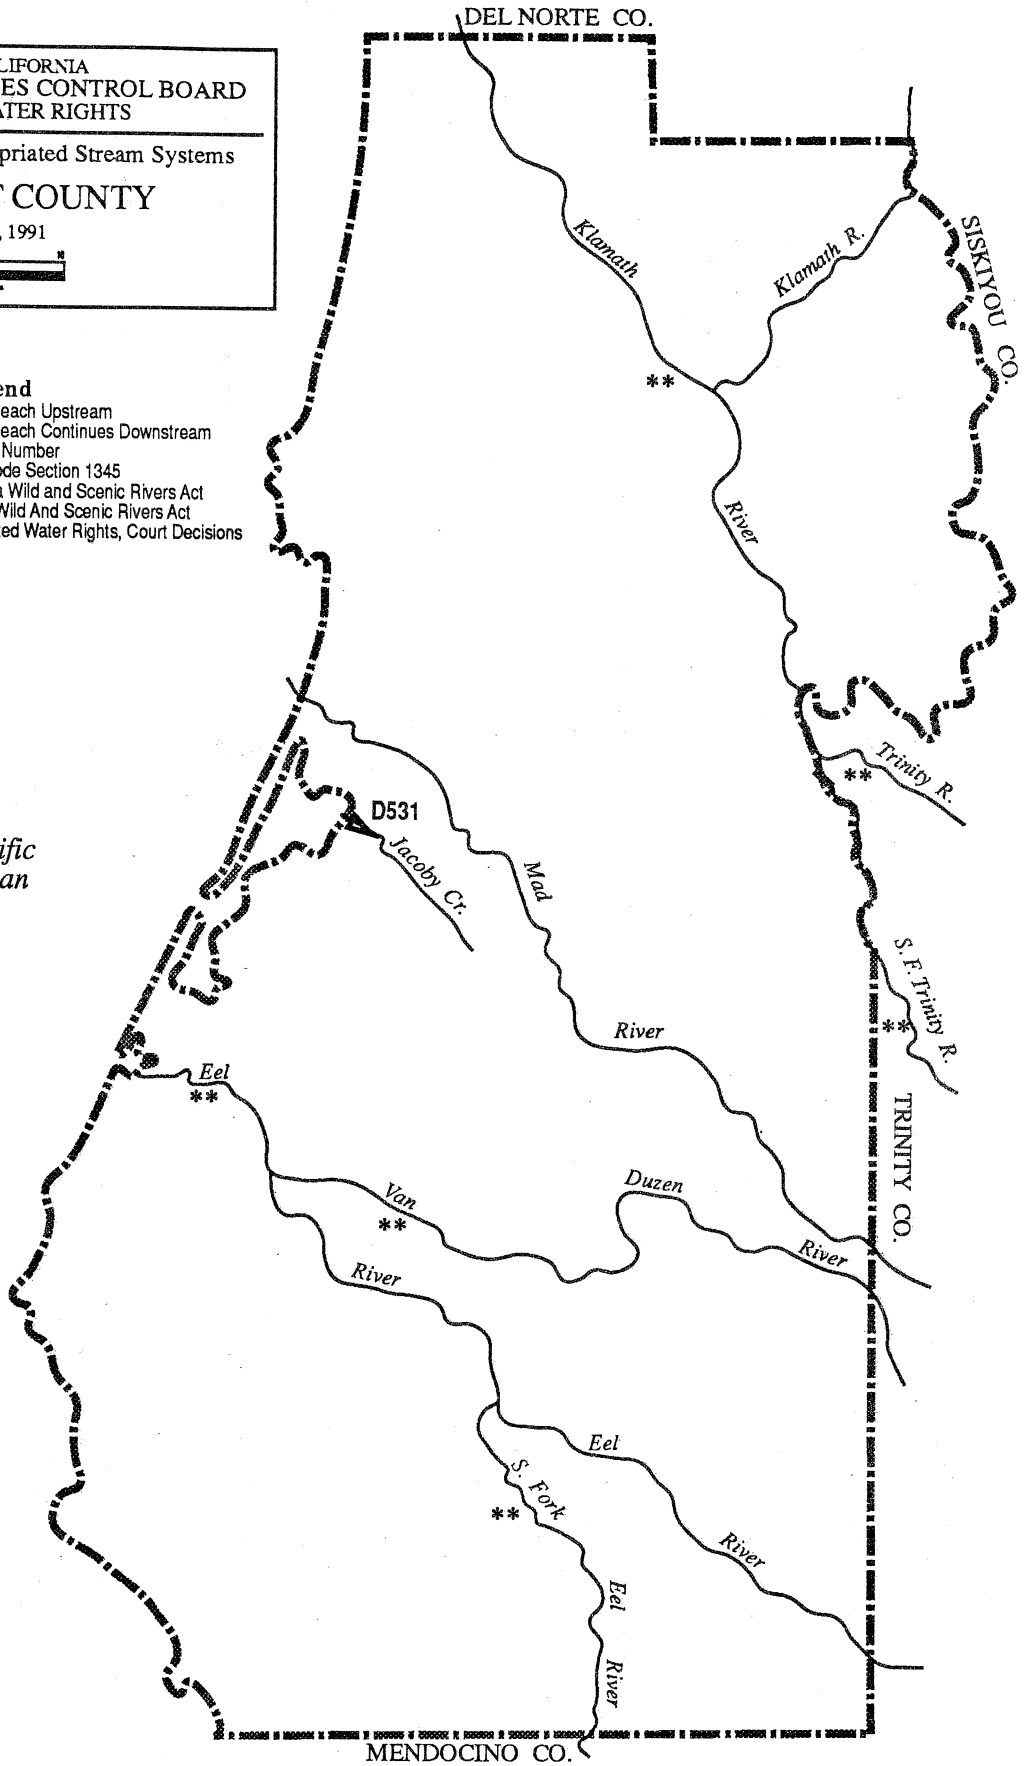 DEL NORTE CO.
LIFORNIA
ES CONTROL BOARD
ATER RIGHTS
priated Stream Systems
T COUNTY
, 1991
SISKIYOU CO.
Klamath
Klamath R.
**
end
each Upstream
each Continues Downstream
Number
ode Section 1345
a Wild and Scenic Rivers Act
Wild And Scenic Rivers Act
ted Water Rights, Court Decisions
River
Trinity R.
**
D531
Jacoby Cr.
ific
an
Mad
S. F. Trinity R.
**
River
Eel
**
TRINITY CO.
Van
**
Duzen
River
River
Eel
S. Fork
**
River
Eel
River
MENDOCINO CO.